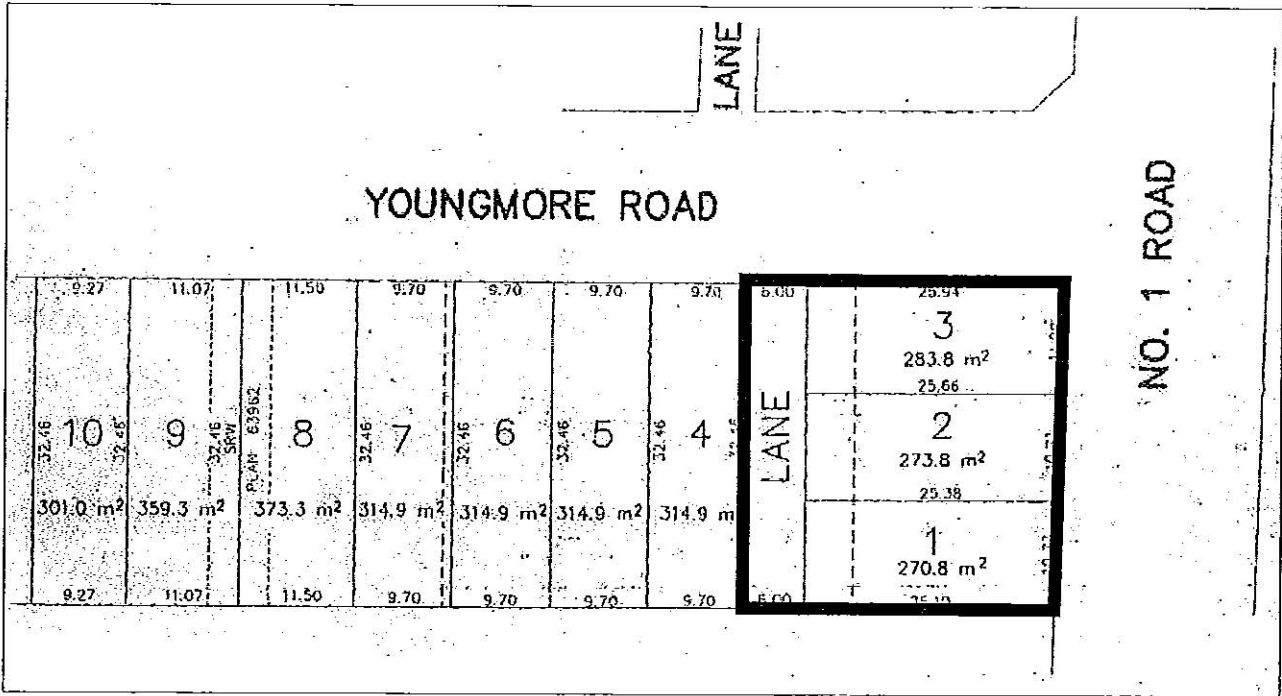 LANE
YOUNGMORE ROAD
NO. 1 ROAD
9.27 11.07 11.50 9.70 9.70 9.70 9.70 6.00 25.94
3
283.8 m²
25.66
10 9 8 7 6 5 4 LANE 2
32.46 32.46 32.46 SRW PLAN 63962 32.46 32.46 32.46 32.46
273.8 m²
25.38
301.0 m² 359.3 m² 373.3 m² 314.9 m² 314.9 m² 314.9 m² 314.9 m
1
270.8 m²
9.27 11.07 11.50 9.70 9.70 9.70 9.70 6.00